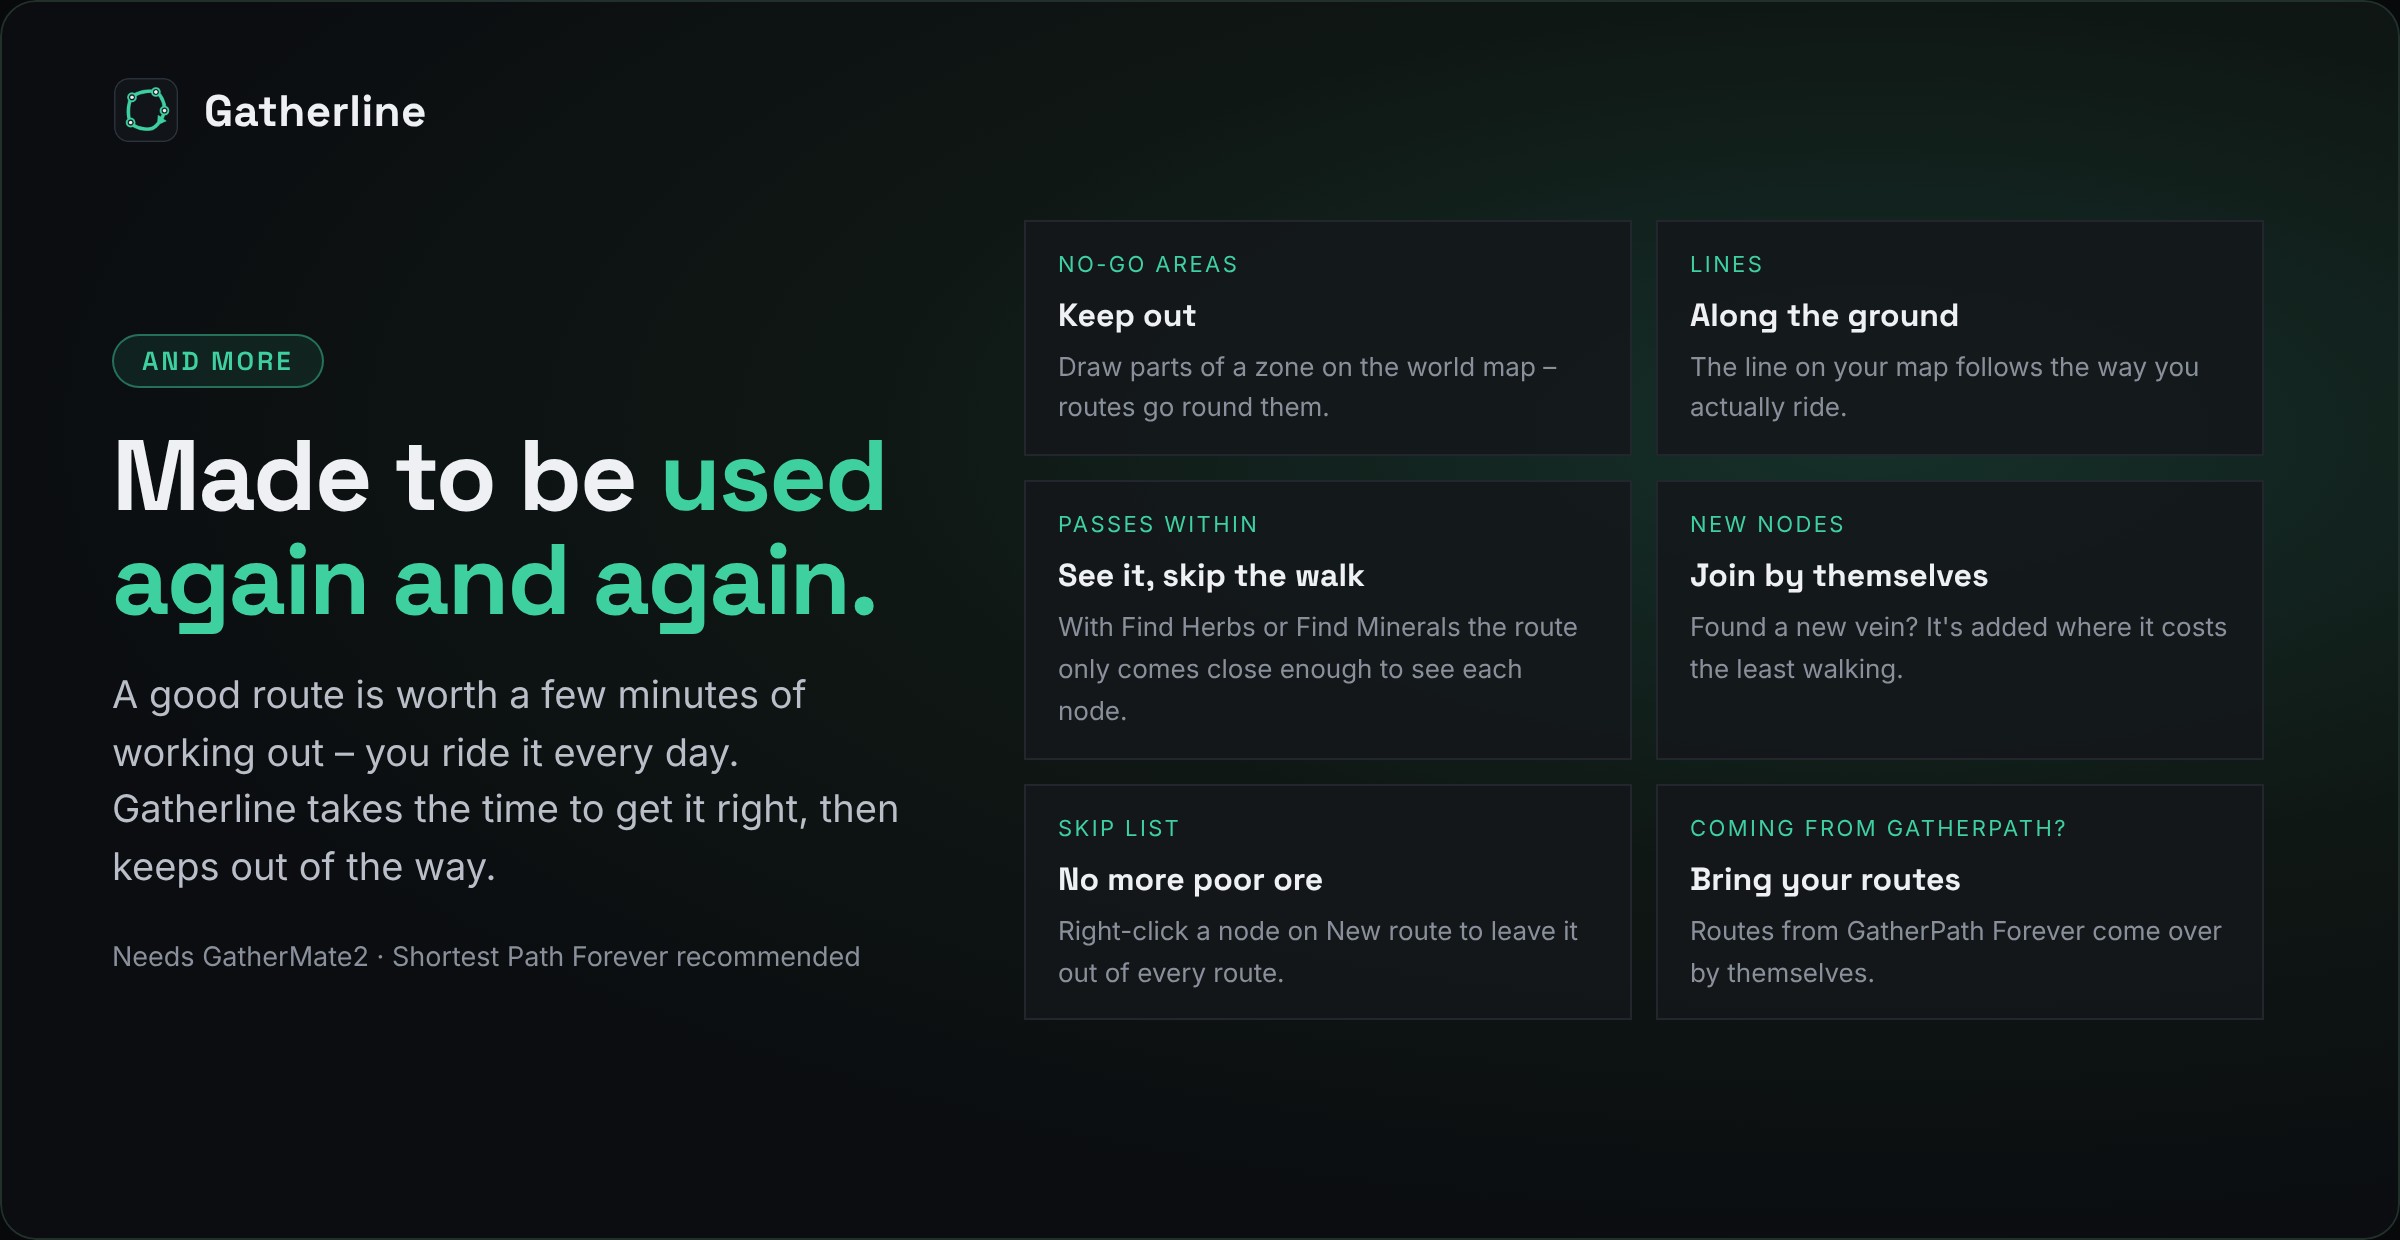 Gatherline
AND MORE
Made to be used
again and again.
A good route is worth a few minutes of
working out – you ride it every day.
Gatherline takes the time to get it right, then
keeps out of the way.
Needs GatherMate2 · Shortest Path Forever recommended
NO-GO AREAS
Keep out
Draw parts of a zone on the world map –
routes go round them.
LINES
Along the ground
The line on your map follows the way you
actually ride.
PASSES WITHIN
See it, skip the walk
With Find Herbs or Find Minerals the route
only comes close enough to see each
node.
NEW NODES
Join by themselves
Found a new vein? It's added where it costs
the least walking.
SKIP LIST
No more poor ore
Right-click a node on New route to leave it
out of every route.
COMING FROM GATHERPATH?
Bring your routes
Routes from GatherPath Forever come over
by themselves.